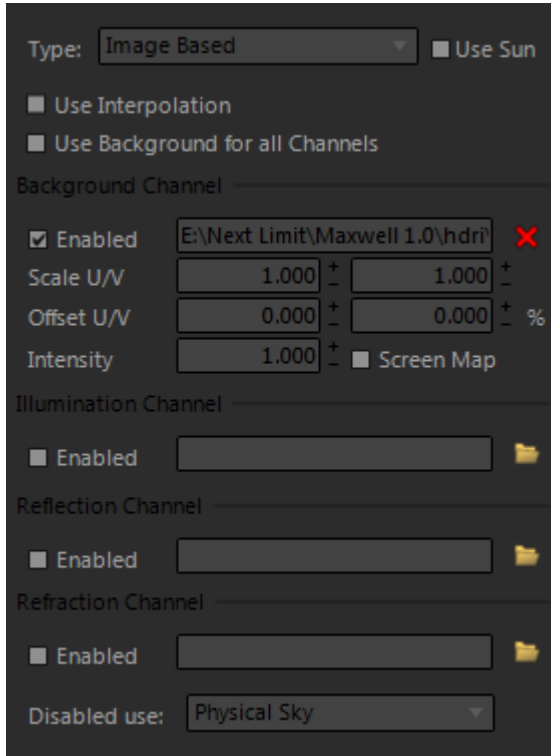 Type: Image Based Use Sun
Use Interpolation
Use Background for all Channels
Background Channel
Enabled E:\Next Limit\Maxwell 1.0\hdri\
Scale U/V 1.000 + - 1.000 + -
Offset U/V 0.000 + - 0.000 + - %
Intensity 1.000 + - Screen Map
Illumination Channel
Enabled
Reflection Channel
Enabled
Refraction Channel
Enabled
Disabled use: Physical Sky